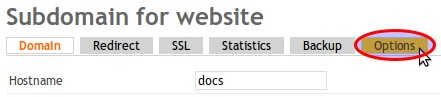 Subdomain for website
Domain Redirect SSL Statistics Backup Options
Hostname docs